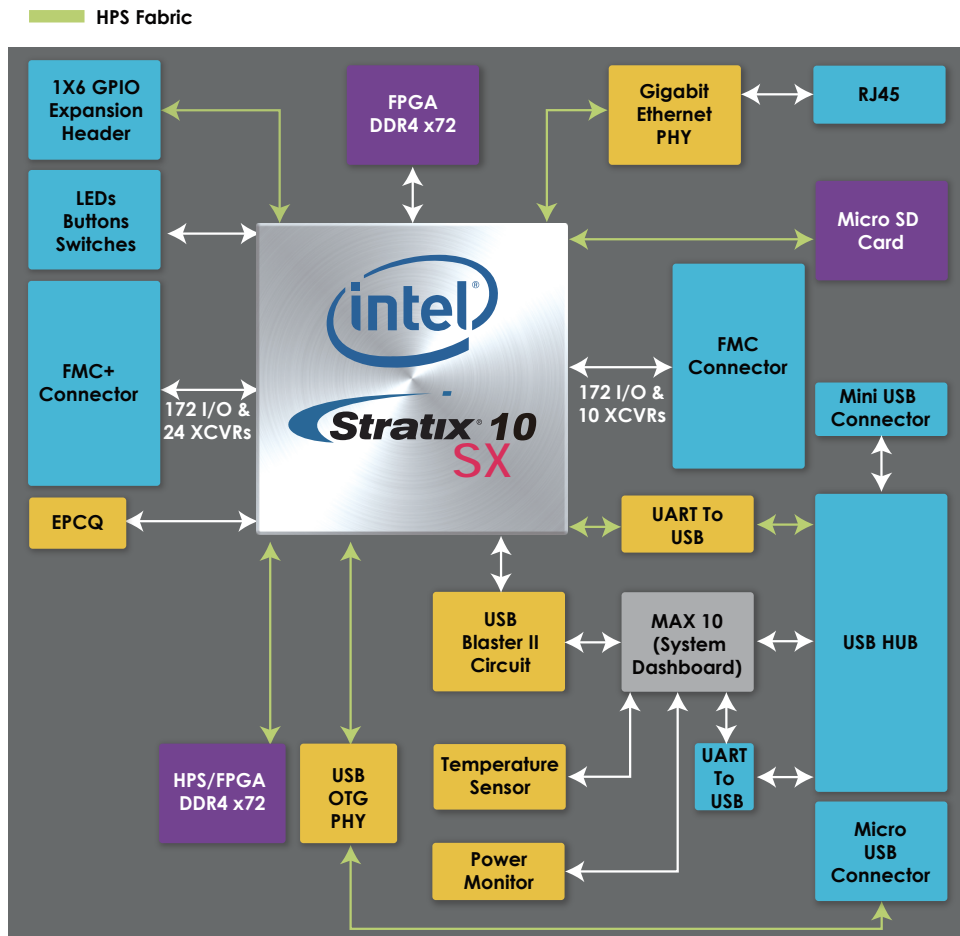 HPS Fabric
1X6 GPIO
Expansion
Header
FPGA
DDR4 x72
Gigabit
Ethernet
PHY
RJ45
LEDs
Buttons
Switches
Micro SD
Card
intel®
Stratix® 10
SX
FMC+
Connector
172 I/O &
24 XCVRs
172 I/O &
10 XCVRs
FMC
Connector
Mini USB
Connector
EPCQ
UART To
USB
USB
Blaster II
Circuit
MAX 10
(System
Dashboard)
USB HUB
HPS/FPGA
DDR4 x72
USB
OTG
PHY
Temperature
Sensor
UART
To
USB
Power
Monitor
Micro
USB
Connector